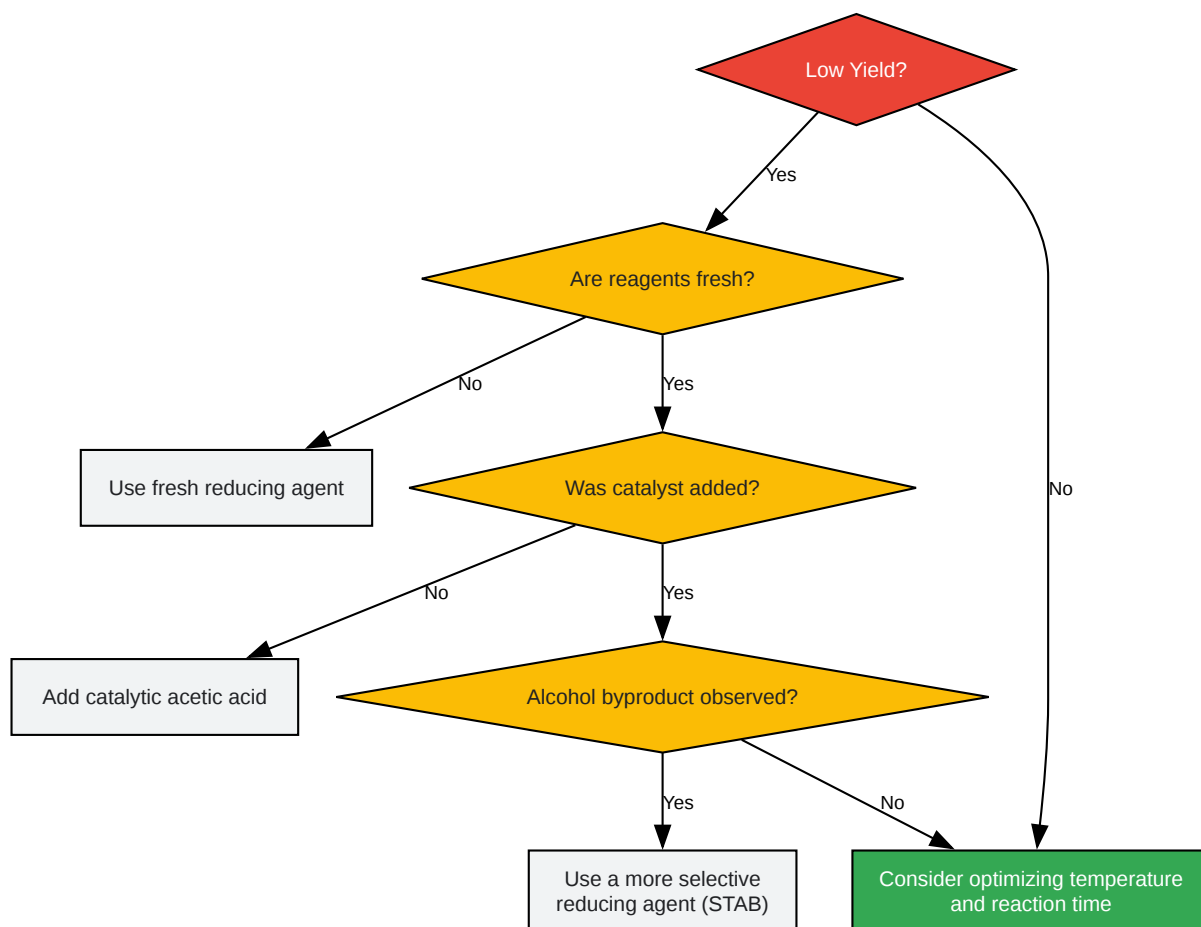 Low Yield?
Yes
Are reagents fresh?
No
Yes
Use fresh reducing agent
Was catalyst added?
No
No
Yes
Add catalytic acetic acid
Alcohol byproduct observed?
Yes
No
Use a more selective
reducing agent (STAB)
Consider optimizing temperature
and reaction time